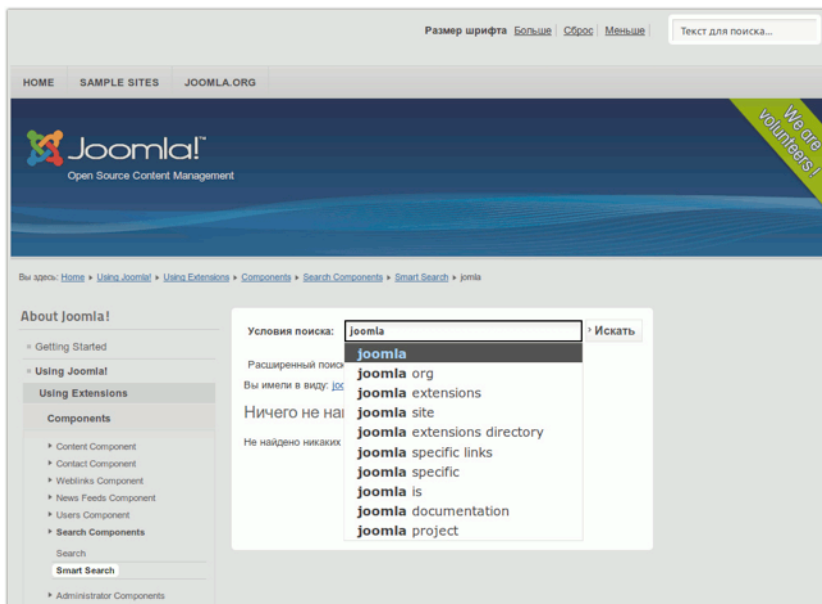 Размер шрифта Больше Сброс Меньше Текст для поиска...
HOME SAMPLE SITES JOOMLA.ORG
We are volunteers!
Joomla!™
Open Source Content Management
Вы здесь: Home Using Joomla! Using Extensions Components Search Components Smart Search jomla
About Joomla!
Getting Started
Using Joomla!
Using Extensions
Components
Content Component
Contact Component
Weblinks Component
News Feeds Component
Users Component
Search Components
Search
Smart Search
Administrator Components
Условия поиска: joomla Искать
joomla
joomla org
joomla extensions
joomla site
joomla extensions directory
joomla specific links
joomla specific
joomla is
joomla documentation
joomla project
Расширенный
Вы имели в виду:
Ничего не
Не найдено никаких